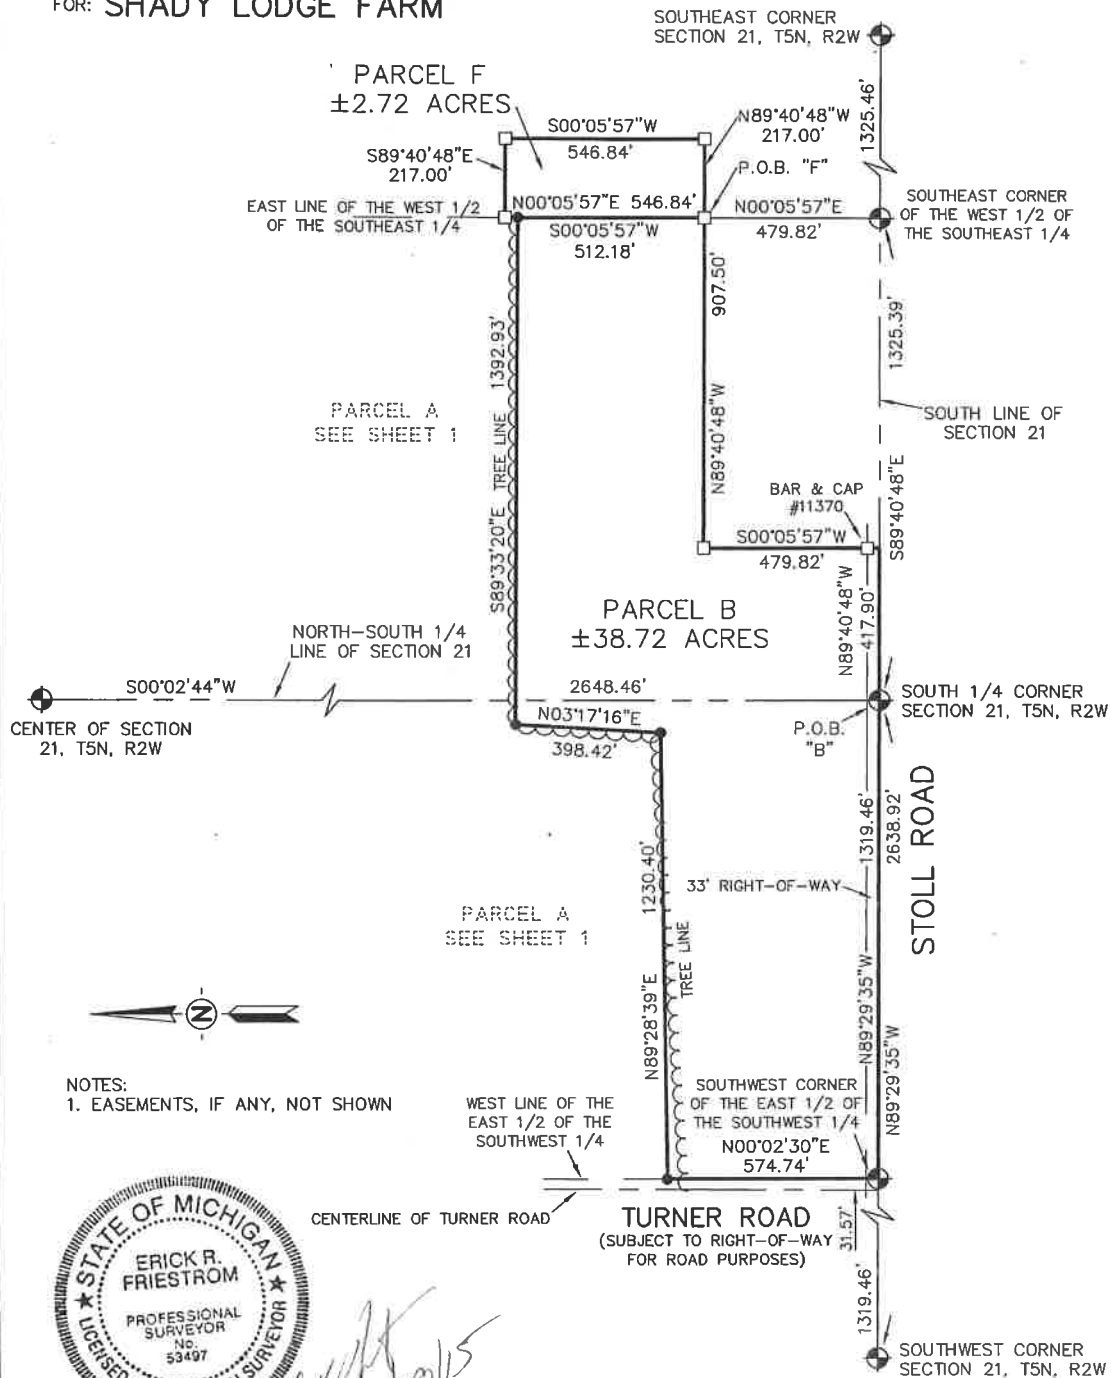 FOR: SHADY LODGE FARM
SOUTHEAST CORNER
SECTION 21, T5N, R2W
PARCEL F
±2.72 ACRES
1325.46'
S00°05'57"W
546.84'
N89°40'48"W
217.00'
S89°40'48"E
217.00'
P.O.B. "F"
EAST LINE OF THE WEST 1/2
OF THE SOUTHEAST 1/4
N00°05'57"E 546.84'
S00°05'57"W
512.18'
N00°05'57"E
479.82'
SOUTHEAST CORNER
OF THE WEST 1/2 OF
THE SOUTHEAST 1/4
907.50'
N89°40'48"W
1325.39'
S89°40'48"E
1392.93'
TREE LINE
S89°33'20"E
PARCEL A
SEE SHEET 1
SOUTH LINE OF
SECTION 21
BAR & CAP
#11370
S00°05'57"W
479.82'
N89°40'48"W
417.90'
PARCEL B
±38.72 ACRES
NORTH-SOUTH 1/4
LINE OF SECTION 21
S00°02'44"W
2648.46'
CENTER OF SECTION
21, T5N, R2W
N03°17'16"E
398.42'
SOUTH 1/4 CORNER
SECTION 21, T5N, R2W
P.O.B.
"B"
1319.46'
2638.92'
STOLL ROAD
1230.40'
33' RIGHT-OF-WAY
PARCEL A
SEE SHEET 1
TREE LINE
N89°28'39"E
N89°29'35"W
N89°29'35"W
N
NOTES:
1. EASEMENTS, IF ANY, NOT SHOWN
WEST LINE OF THE
EAST 1/2 OF THE
SOUTHWEST 1/4
SOUTHWEST CORNER
OF THE EAST 1/2 OF
THE SOUTHWEST 1/4
N00°02'30"E
574.74'
CENTERLINE OF TURNER ROAD
TURNER ROAD
(SUBJECT TO RIGHT-OF-WAY
FOR ROAD PURPOSES)
31.57'
1319.46'
STATE OF MICHIGAN
ERICK R.
FRIESTROM
PROFESSIONAL
SURVEYOR
No.
53497
LICENSED
SURVEYOR
SOUTHWEST CORNER
SECTION 21, T5N, R2W